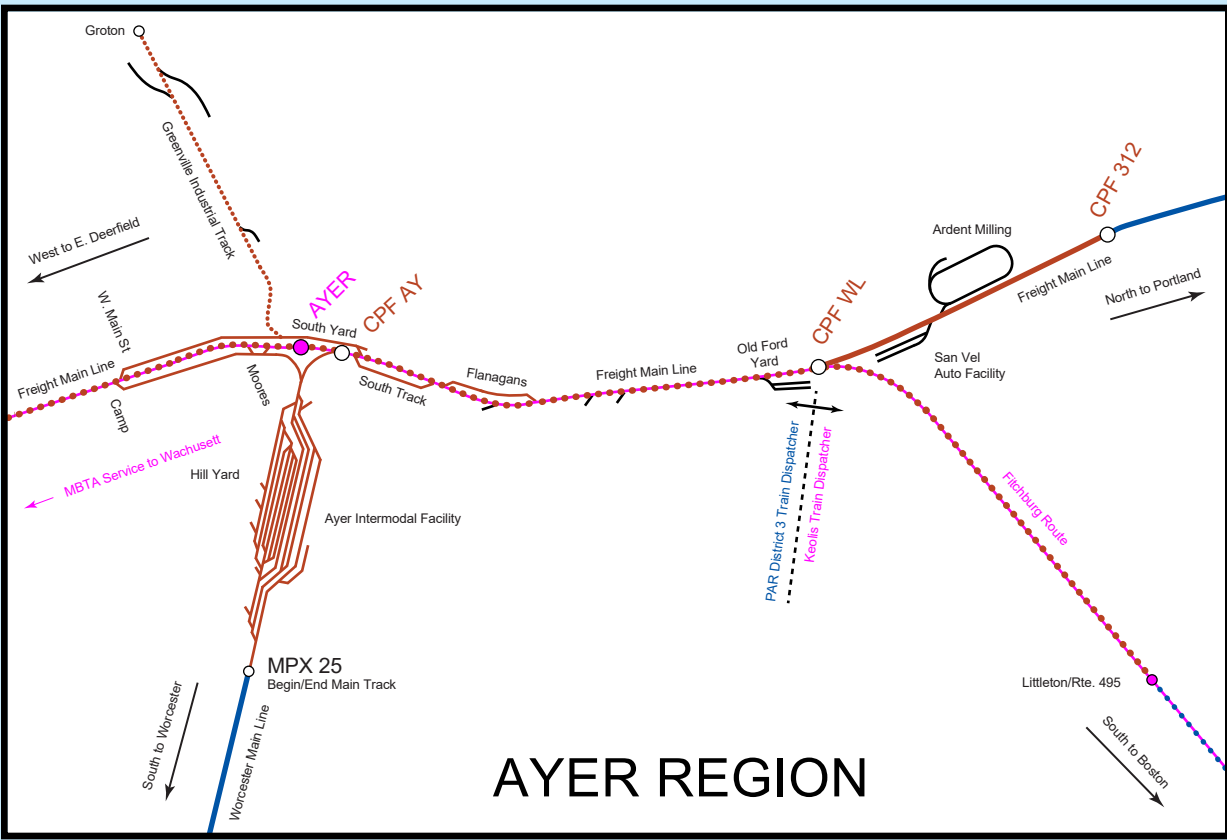 Groton
Greenville Industrial Track
CPF 312
West to E. Deerfield
Ardent Milling
Freight Main Line
North to Portland
AYER
W. Main St
South Yard
CPF AY
CPF WL
Old Ford
Yard
San Vel
Auto Facility
Freight Main Line
Moores
South Track
Flanagans
Freight Main Line
Camp
MBTA Service to Wachusett
Hill Yard
Ayer Intermodal Facility
PAR District 3 Train Dispatcher
Keolis Train Dispatcher
Fitchburg Route
MPX 25
Begin/End Main Track
Littleton/Rte. 495
South to Worcester
Worcester Main Line
South to Boston
AYER REGION